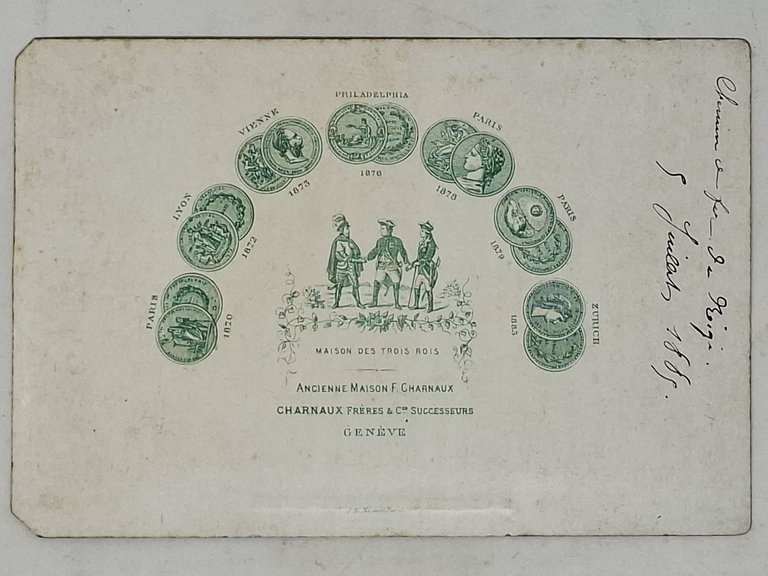 PARIS
1870
LYON
1872
VIENNE
1873
PHILADELPHIA
1876
PARIS
1878
PARIS
1879
ZURICH
1883
MAISON DES TROIS ROIS
ANCIENNE MAISON F. CHARNAUX
CHARNAUX FRÈRES & CIE SUCCESSEURS
GENÈVE
Chemin de fer du Rigi.
5 Juillet 1885.